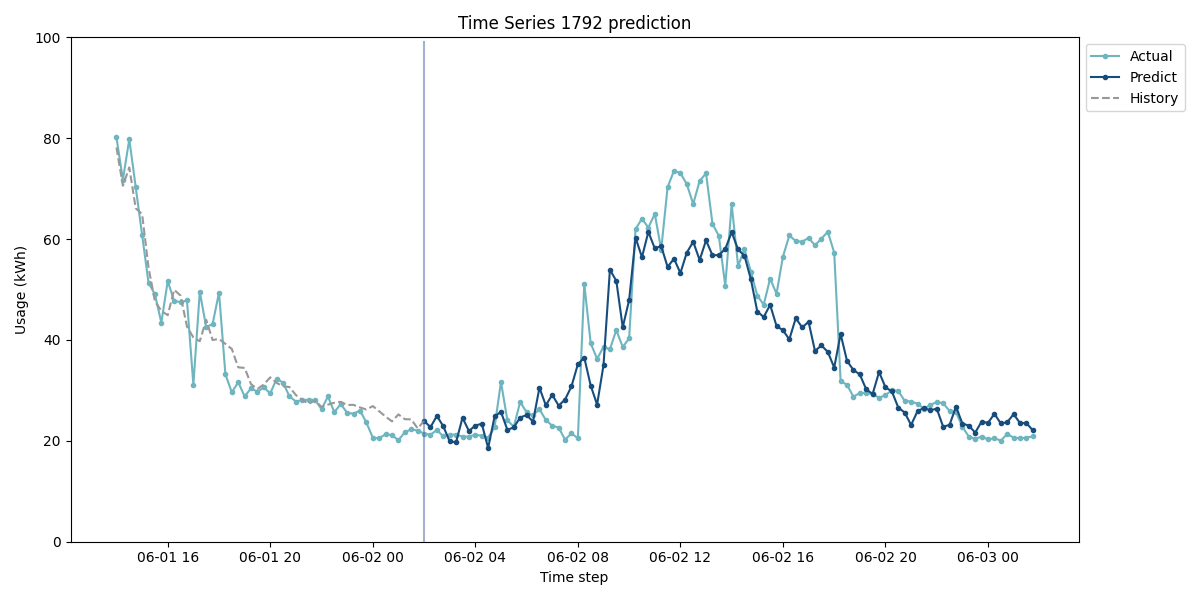 Time Series 1792 prediction
Usage (kWh)
100
80
60
40
20
0
06-01 16
06-01 20
06-02 00
06-02 04
06-02 08
06-02 12
06-02 16
06-02 20
06-03 00
Time step
Actual
Predict
History